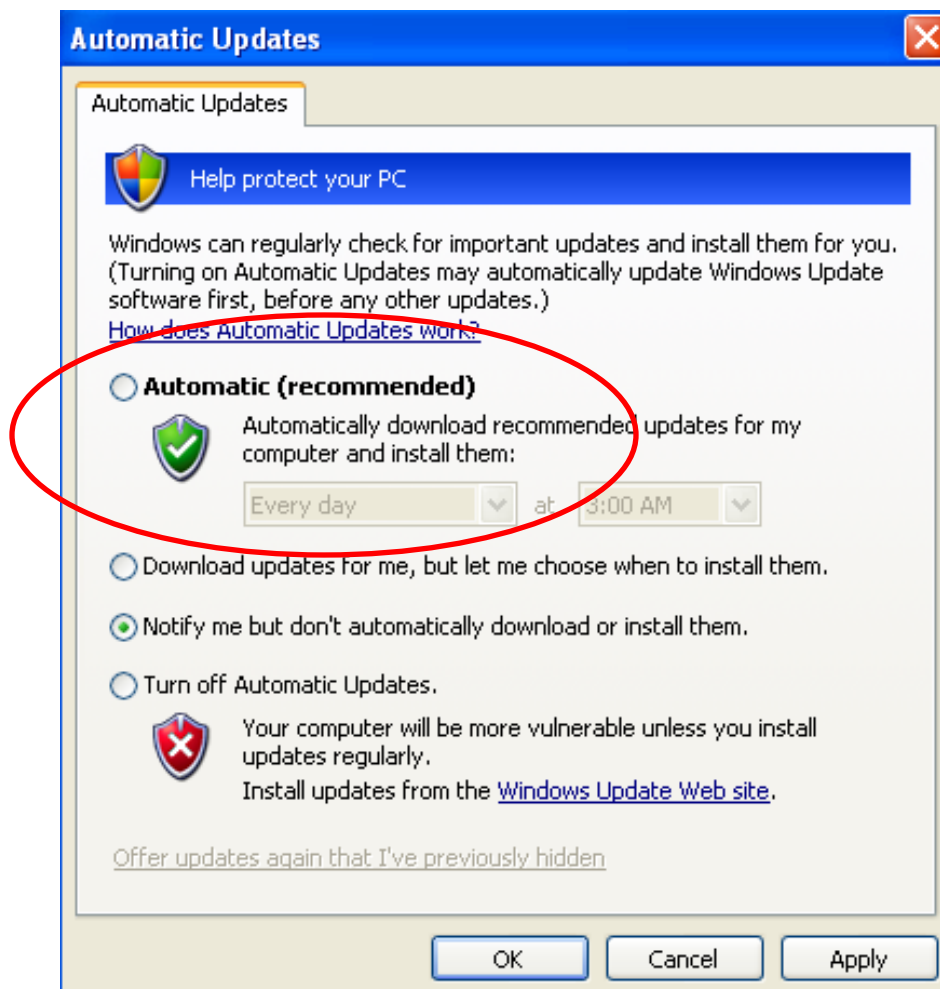 Automatic Updates
Automatic Updates
Help protect your PC
Windows can regularly check for important updates and install them for you.
(Turning on Automatic Updates may automatically update Windows Update
software first, before any other updates.)
How does Automatic Updates work?
Automatic (recommended)
Automatically download recommended updates for my
computer and install them:
Every day at 3:00 AM
Download updates for me, but let me choose when to install them.
Notify me but don't automatically download or install them.
Turn off Automatic Updates.
Your computer will be more vulnerable unless you install
updates regularly.
Install updates from the Windows Update Web site.
Offer updates again that I've previously hidden
OK Cancel Apply